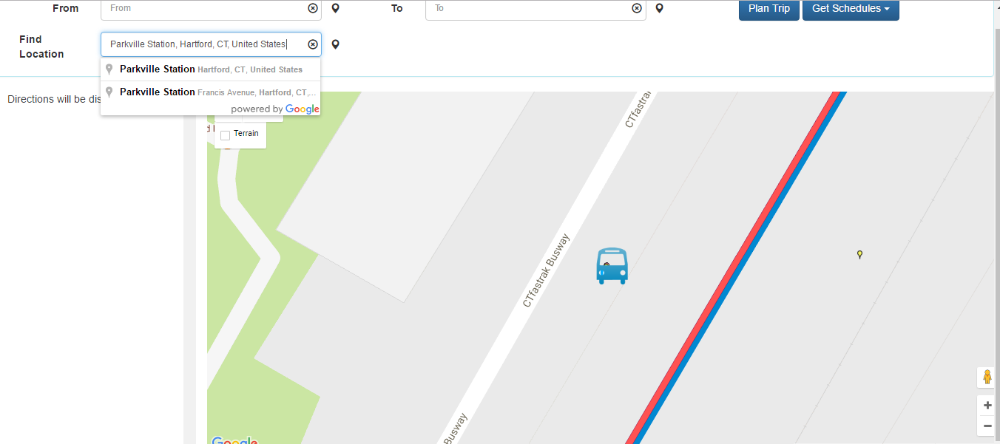 From
From
To
To
Plan Trip
Get Schedules
Find
Location
Parkville Station, Hartford, CT, United States
Parkville Station Hartford, CT, United States
Parkville Station Francis Avenue, Hartford, CT,...
powered by Google
Directions will be dis
Terrain
CTfastrak
CTfastrak Busway
Busway
Google